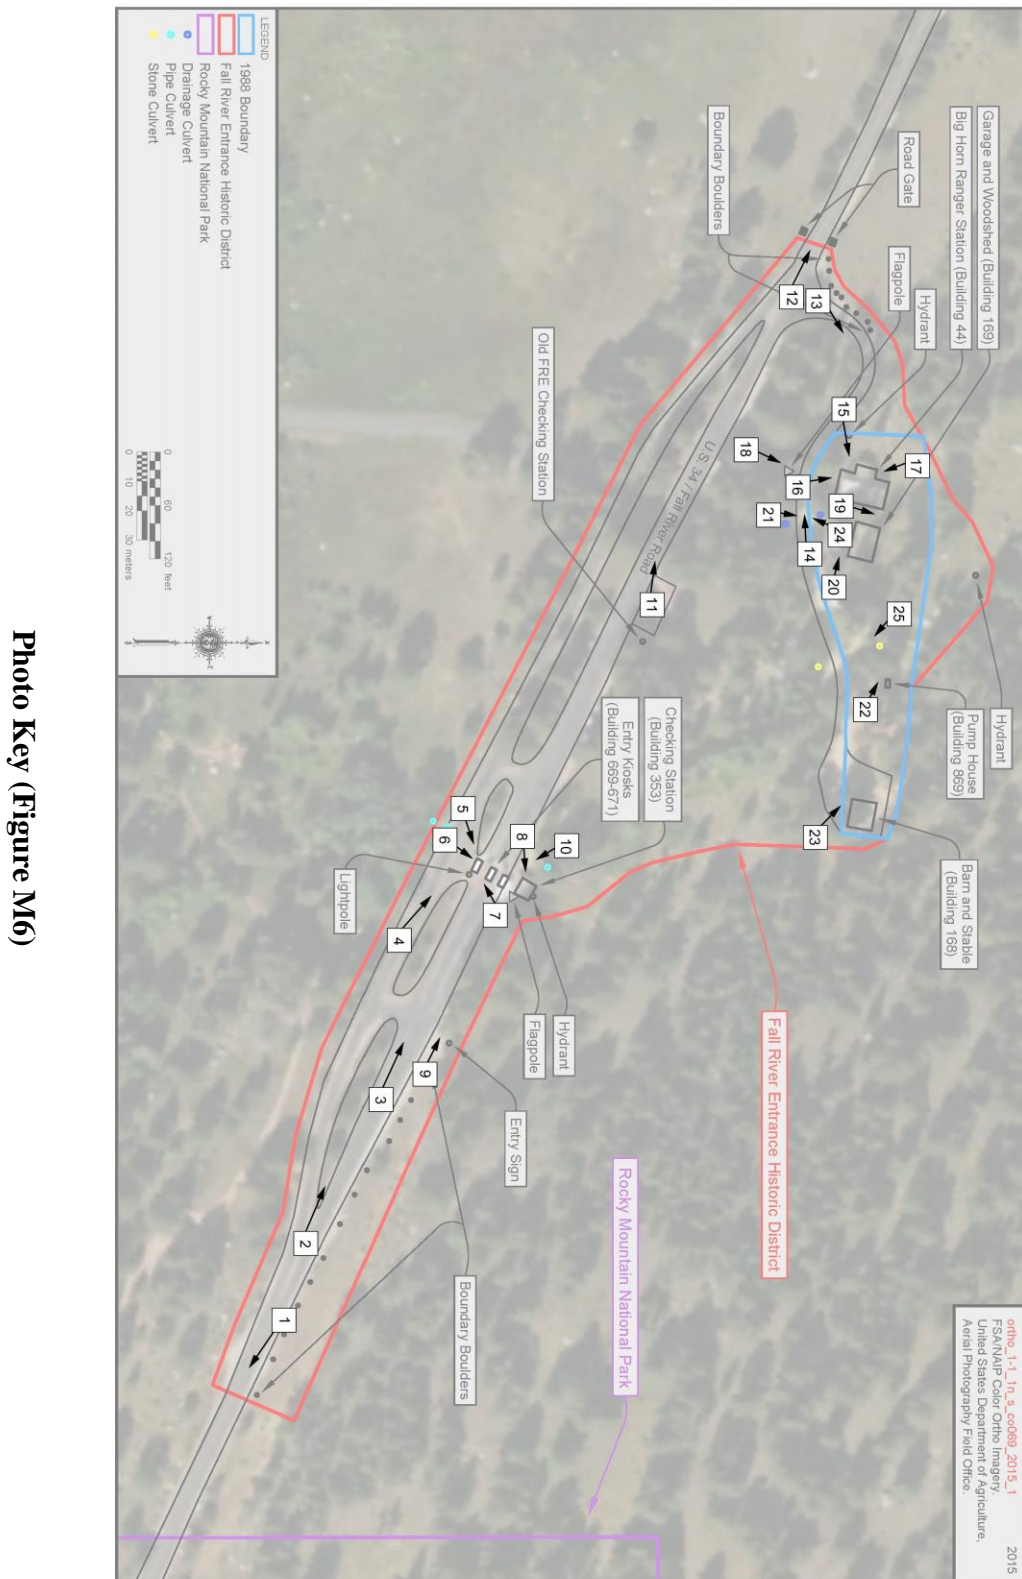 Garage and Woodshed (Building 169)
Big Horn Ranger Station (Building 44)
Hydrant
Flagpole
Road Gate
Boundary Boulders
Old FRE Checking Station
U.S. 34 / Fall River Road
Hydrant
Pump House
(Building 869)
Barn and Stable
(Building 168)
Checking Station
(Building 353)
Entry Kiosks
(Building 669-671)
Lightpole
Hydrant
Flagpole
Entry Sign
Boundary Boulders
Fall River Entrance Historic District
Rocky Mountain National Park
1
2
3
4
5
6
7
8
9
10
11
12
13
14
15
16
17
18
19
20
21
22
23
24
25
ortho_1-1_1n_s_co069_2015_1 2015
FSA/NAIP Color Ortho Imagery.
United States Department of Agriculture,
Aerial Photography Field Office.
LEGEND
1988 Boundary
Fall River Entrance Historic District
Rocky Mountain National Park
Drainage Culvert
Pipe Culvert
Stone Culvert
0 60 120 feet
0 10 20 30 meters
Photo Key (Figure M6)